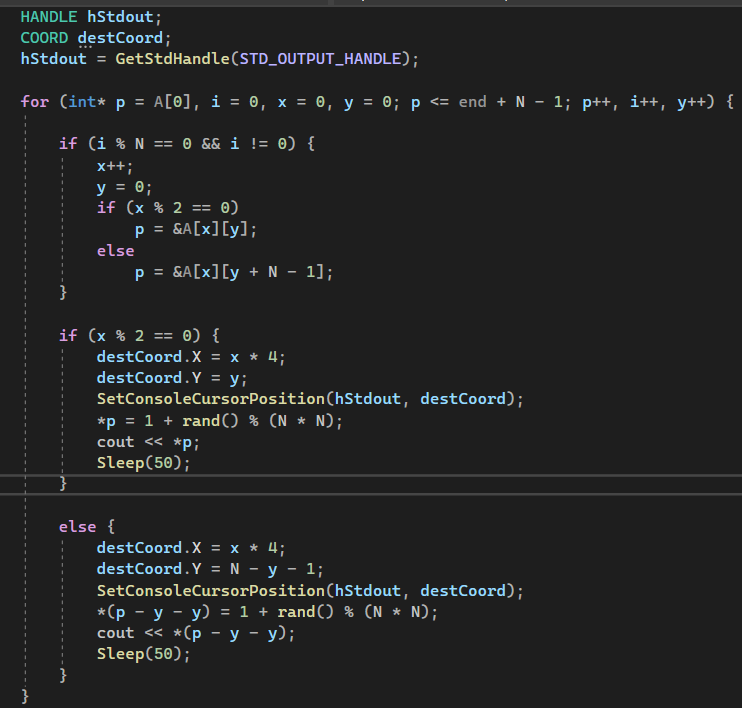 HANDLE hStdout;
COORD destCoord;
hStdout = GetStdHandle(STD_OUTPUT_HANDLE);
for (int* p = A[0], i = 0, x = 0, y = 0; p <= end + N - 1; p++, i++, y++) {
if (i % N == 0 && i != 0) {
x++;
y = 0;
if (x % 2 == 0)
p = &A[x][y];
else
p = &A[x][y + N - 1];
}
if (x % 2 == 0) {
destCoord.X = x * 4;
destCoord.Y = y;
SetConsoleCursorPosition(hStdout, destCoord);
*p = 1 + rand() % (N * N);
cout << *p;
Sleep(50);
}
else {
destCoord.X = x * 4;
destCoord.Y = N - y - 1;
SetConsoleCursorPosition(hStdout, destCoord);
*(p - y - y) = 1 + rand() % (N * N);
cout << *(p - y - y);
Sleep(50);
}
}